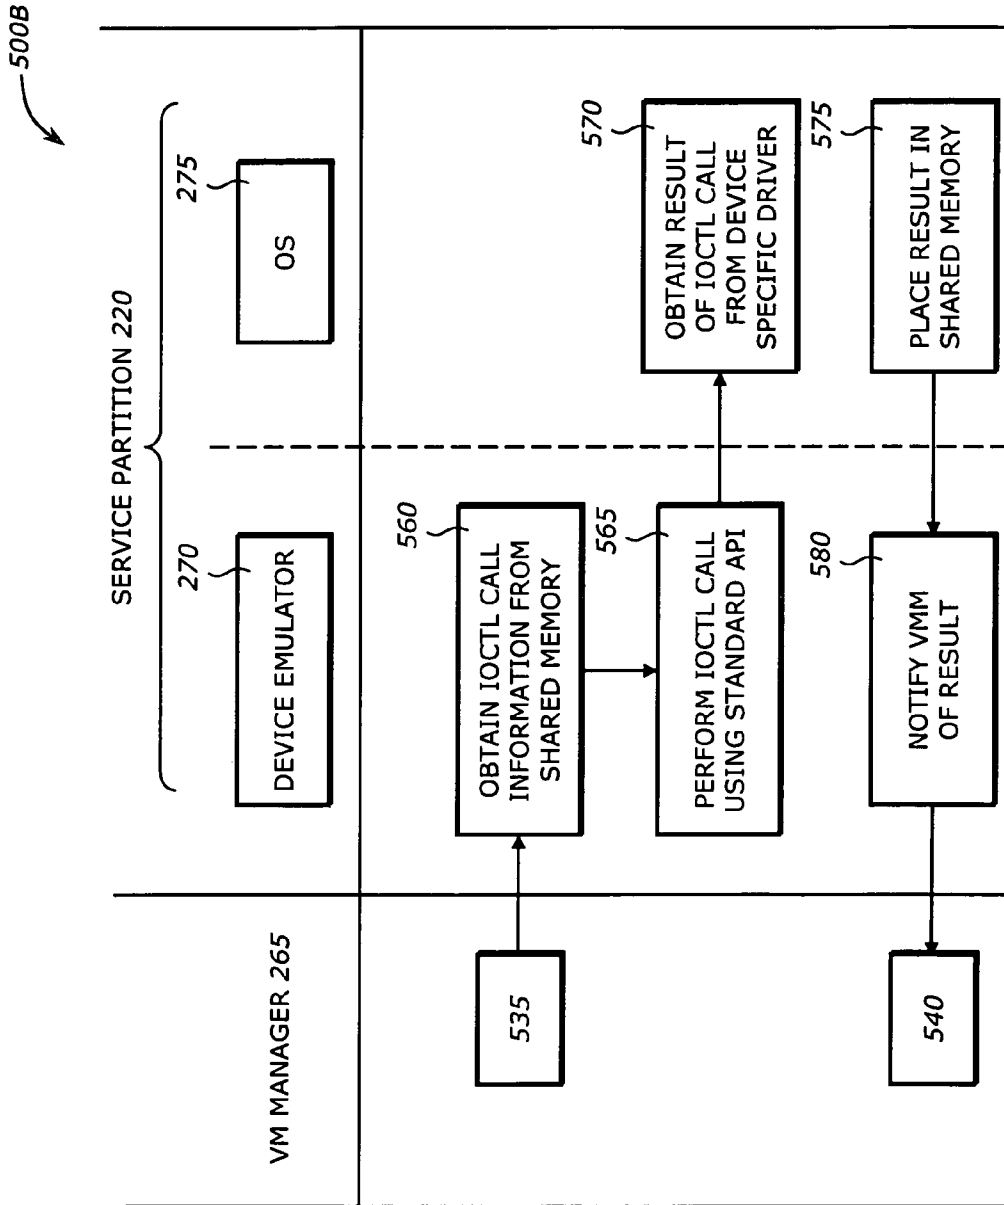 500B
SERVICE PARTITION 220
VM MANAGER 265
270
DEVICE EMULATOR
275
OS
535
560
OBTAIN IOCTL CALL
INFORMATION FROM
SHARED MEMORY
565
PERFORM IOCTL CALL
USING STANDARD API
570
OBTAIN RESULT
OF IOCTL CALL
FROM DEVICE
SPECIFIC DRIVER
575
PLACE RESULT IN
SHARED MEMORY
580
NOTIFY VMM
OF RESULT
540